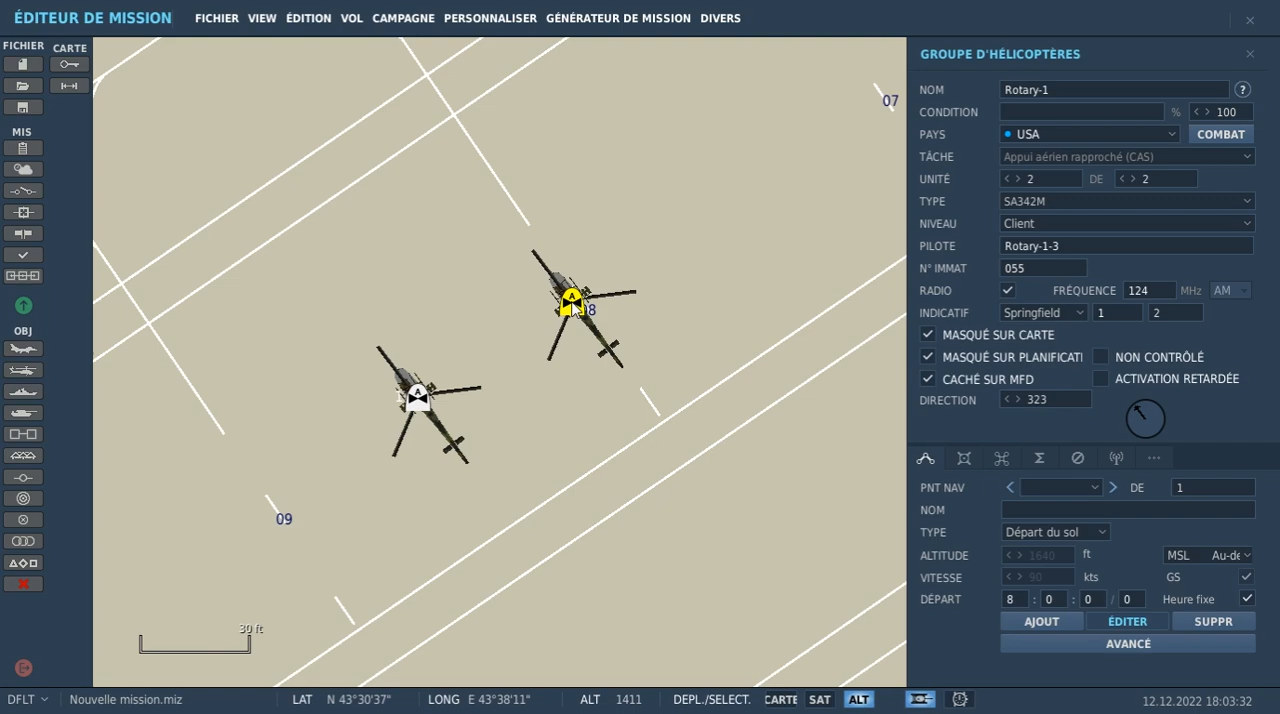 ÉDITEUR DE MISSION FICHIER VIEW ÉDITION VOL CAMPAGNE PERSONNALISER GÉNÉRATEUR DE MISSION DIVERS
FICHIER CARTE
MIS
OBJ
07
08
09
30 ft
GROUPE D'HÉLICOPTÈRES
NOM Rotary-1 ?
CONDITION % < > 100
PAYS USA COMBAT
TÂCHE Appui aérien rapproché (CAS)
UNITÉ < > 2 DE < > 2
TYPE SA342M
NIVEAU Client
PILOTE Rotary-1-3
N° IMMAT 055
RADIO FRÉQUENCE 124 MHz AM
INDICATIF Springfield 1 2
MASQUÉ SUR CARTE
MASQUÉ SUR PLANIFICATI NON CONTRÔLÉ
CACHÉ SUR MFD ACTIVATION RETARDÉE
DIRECTION < > 323
PNT NAV < > DE 1
NOM
TYPE Départ du sol
ALTITUDE < > 1640 ft MSL Au-de
VITESSE < > 90 kts GS
DÉPART 8 : 0 : 0 / 0 Heure fixe
AJOUT ÉDITER SUPPR
AVANCÉ
A
A
DFLT Nouvelle mission.miz LAT N 43°30'37" LONG E 43°38'11" ALT 1411 DEPL./SELECT. CARTE SAT ALT 12.12.2022 18:03:32